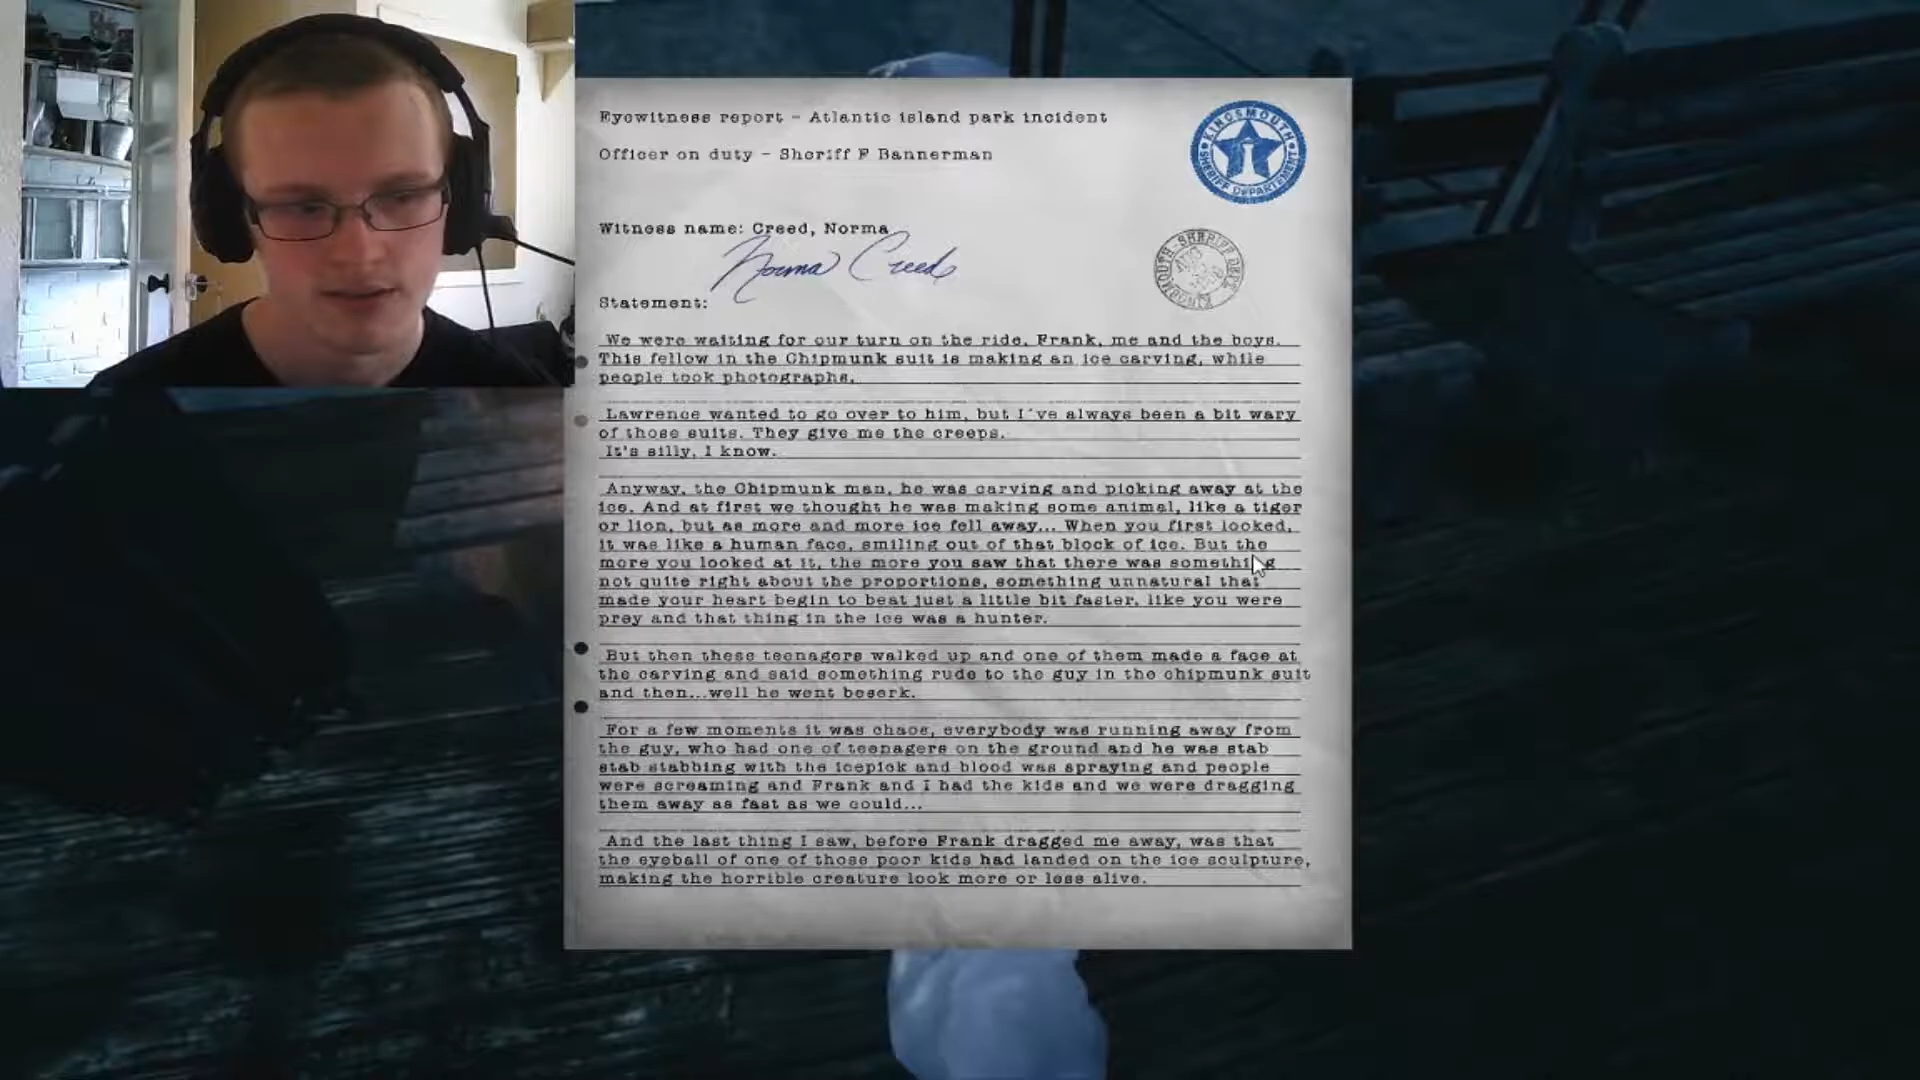 Eyewitness report - Atlantic island park incident
KINGSMOUTH
SHERIFF DEPARTEMENT
Officer on duty - Sheriff F Bannerman
Witness name: Creed, Norma
Norma Creed
KINGSMOUTH - SHERIFF DEPT.
Statement:
We were waiting for our turn on the ride, Frank, me and the boys.
This fellow in the Chipmunk suit is making an ice carving, while
people took photographs.
Lawrence wanted to go over to him, but I've always been a bit wary
of those suits. They give me the creeps.
It's silly, I know.
Anyway, the Chipmunk man, he was carving and picking away at the
ice. And at first we thought he was making some animal, like a tiger
or lion, but as more and more ice fell away... When you first looked,
it was like a human face, smiling out of that block of ice. But the
more you looked at it, the more you saw that there was something
not quite right about the proportions, something unnatural that
made your heart begin to beat just a little bit faster, like you were
prey and that thing in the ice was a hunter.
But then these teenagers walked up and one of them made a face at
the carving and said something rude to the guy in the chipmunk suit
and then...well he went beserk.
For a few moments it was chaos, everybody was running away from
the guy, who had one of teenagers on the ground and he was stab
stab stabbing with the icepick and blood was spraying and people
were screaming and Frank and I had the kids and we were dragging
them away as fast as we could...
And the last thing I saw, before Frank dragged me away, was that
the eyeball of one of those poor kids had landed on the ice sculpture,
making the horrible creature look more or less alive.